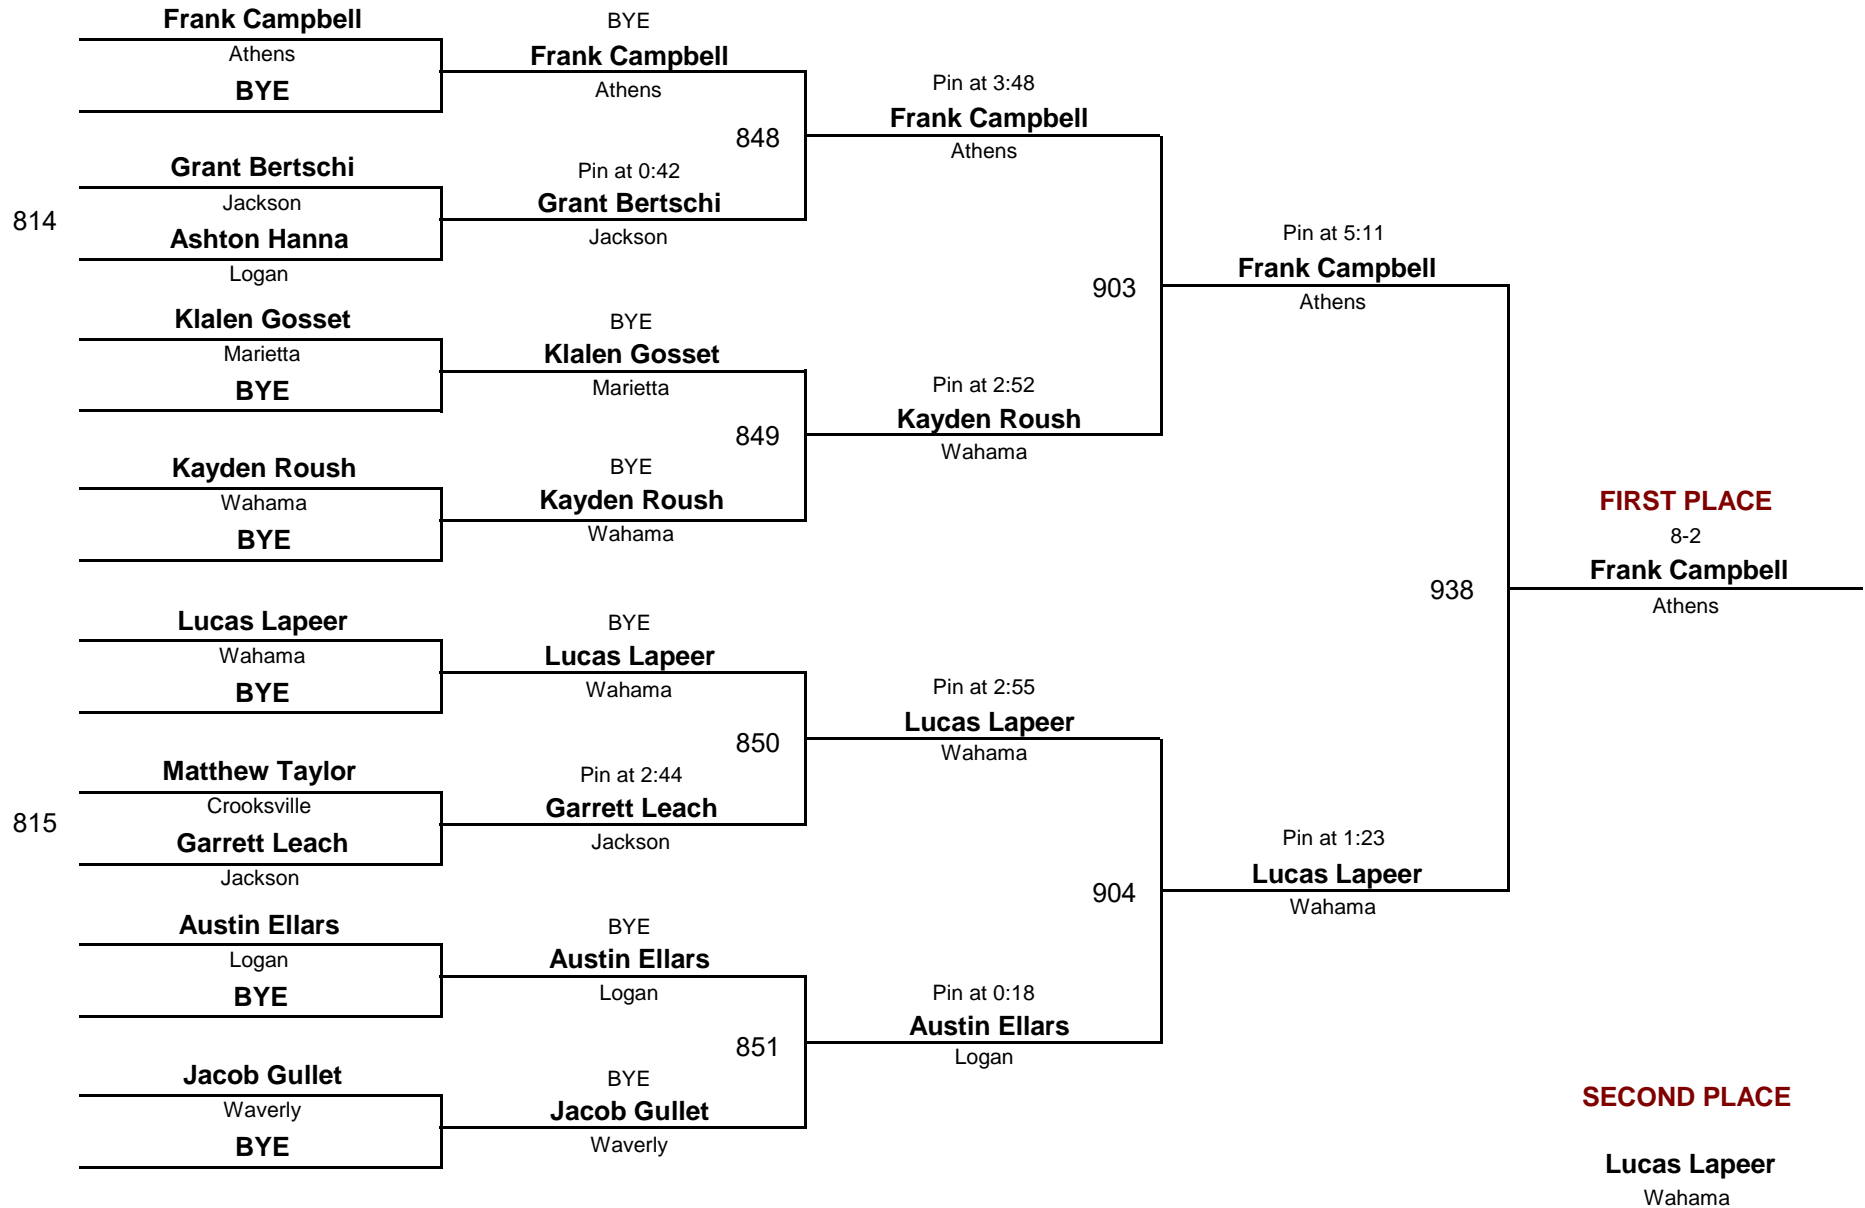 Frank Campbell
Athens
BYE
814
Grant Bertschi
Jackson
Ashton Hanna
Logan
Klalen Gosset
Marietta
BYE
Kayden Roush
Wahama
BYE
Lucas Lapeer
Wahama
BYE
815
Matthew Taylor
Crooksville
Garrett Leach
Jackson
Austin Ellars
Logan
BYE
Jacob Gullet
Waverly
BYE
BYE
Frank Campbell
Athens
848
Pin at 0:42
Grant Bertschi
Jackson
BYE
Klalen Gosset
Marietta
849
BYE
Kayden Roush
Wahama
BYE
Lucas Lapeer
Wahama
850
Pin at 2:44
Garrett Leach
Jackson
BYE
Austin Ellars
Logan
851
BYE
Jacob Gullet
Waverly
Pin at 3:48
Frank Campbell
Athens
903
Pin at 2:52
Kayden Roush
Wahama
Pin at 2:55
Lucas Lapeer
Wahama
904
Pin at 0:18
Austin Ellars
Logan
Pin at 5:11
Frank Campbell
Athens
938
Pin at 1:23
Lucas Lapeer
Wahama
FIRST PLACE
8-2
Frank Campbell
Athens
SECOND PLACE
Lucas Lapeer
Wahama